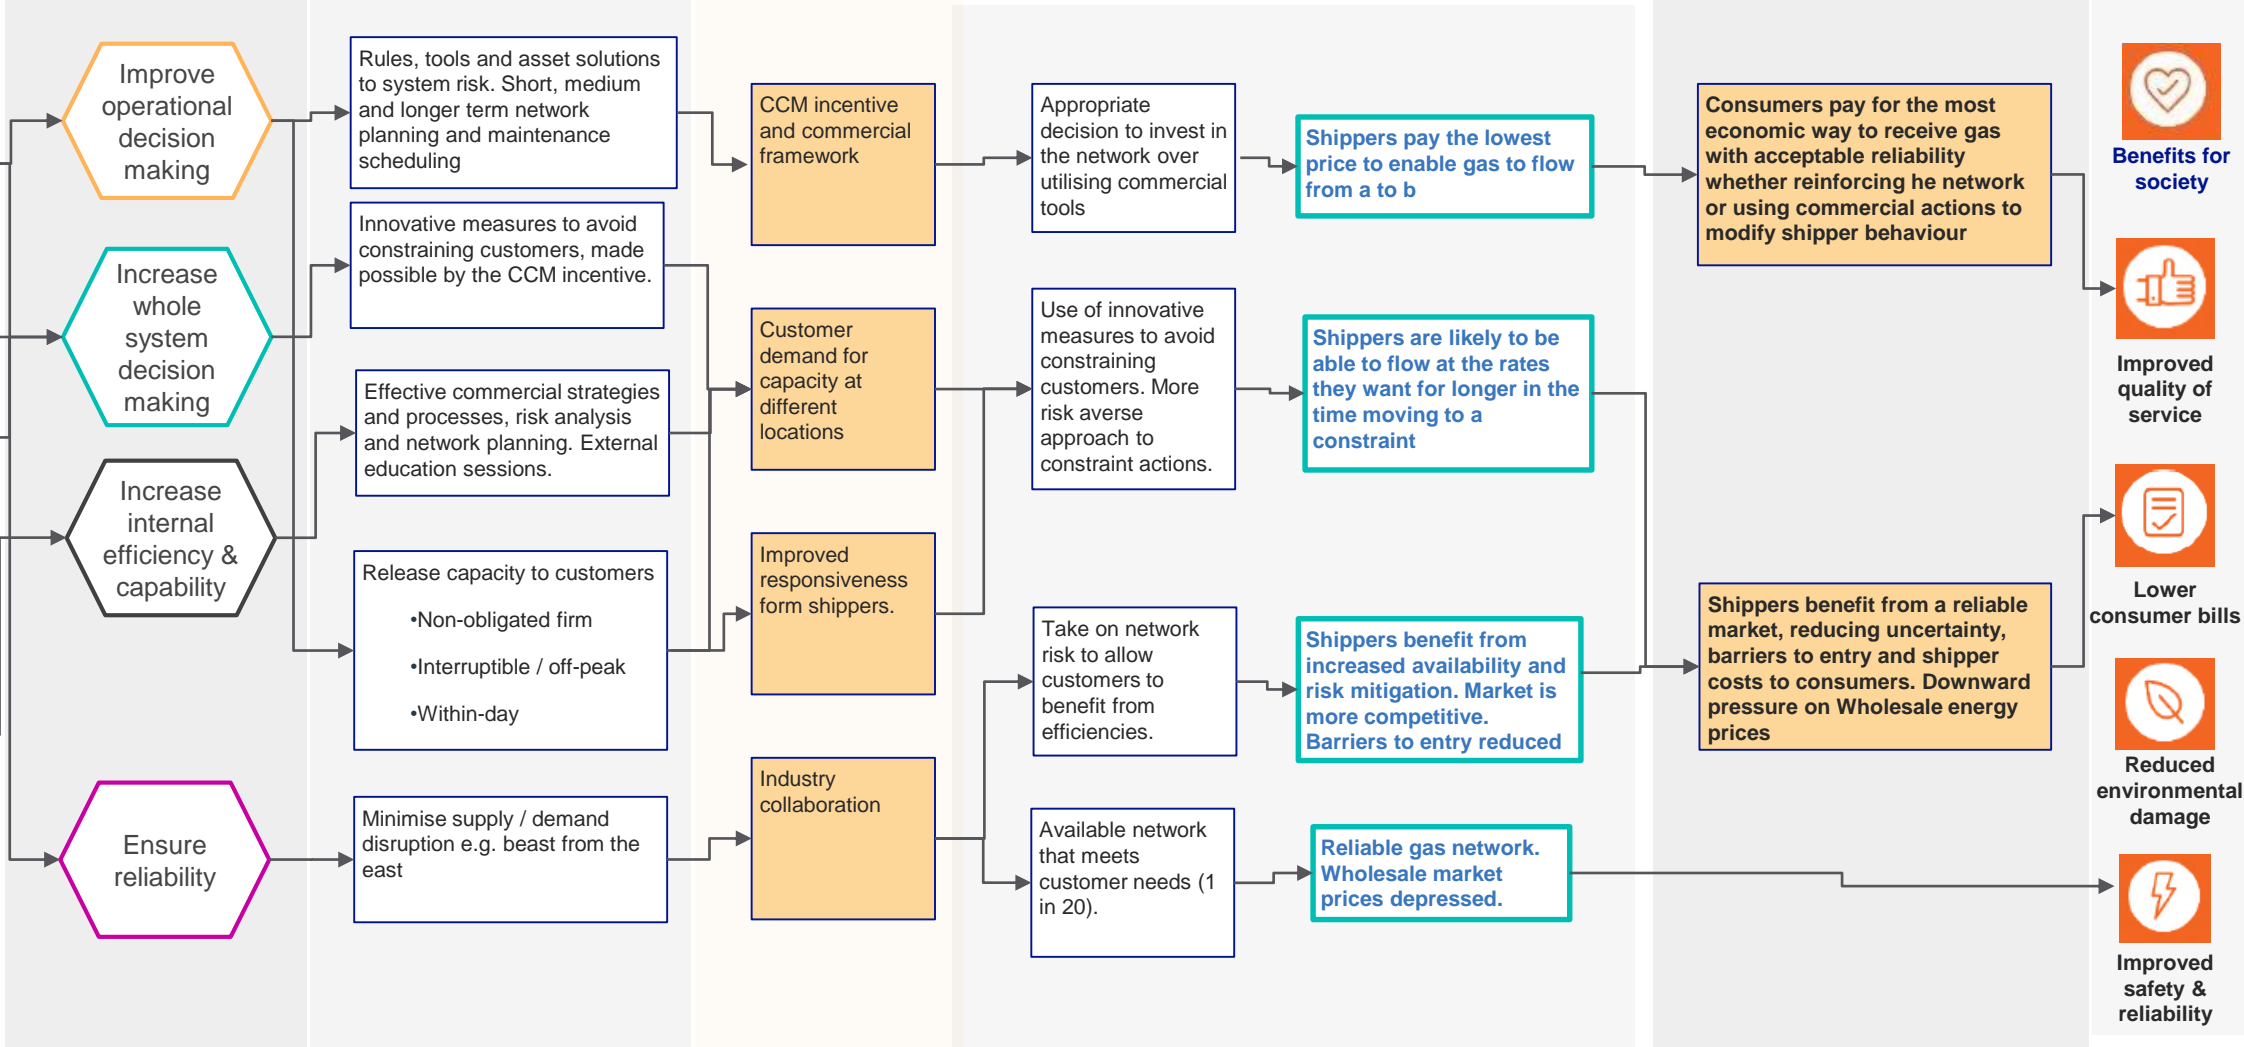 Improve
operational
decision
making
Increase
whole
system
decision
making
Increase
internal
efficiency &
capability
Ensure
reliability
Rules, tools and asset solutions
to system risk. Short, medium
and longer term network
planning and maintenance
scheduling
Innovative measures to avoid
constraining customers, made
possible by the CCM incentive.
Effective commercial strategies
and processes, risk analysis
and network planning. External
education sessions.
Release capacity to customers
•Non-obligated firm
•Interruptible / off-peak
•Within-day
Minimise supply / demand
disruption e.g. beast from the
east
CCM incentive
and commercial
framework
Customer
demand for
capacity at
different
locations
Improved
responsiveness
form shippers.
Industry
collaboration
Appropriate
decision to invest in
the network over
utilising commercial
tools
Use of innovative
measures to avoid
constraining
customers. More
risk averse
approach to
constraint actions.
Take on network
risk to allow
customers to
benefit from
efficiencies.
Available network
that meets
customer needs (1
in 20).
Shippers pay the lowest
price to enable gas to flow
from a to b
Shippers are likely to be
able to flow at the rates
they want for longer in the
time moving to a
constraint
Shippers benefit from
increased availability and
risk mitigation. Market is
more competitive.
Barriers to entry reduced
Reliable gas network.
Wholesale market
prices depressed.
Consumers pay for the most
economic way to receive gas
with acceptable reliability
whether reinforcing he network
or using commercial actions to
modify shipper behaviour
Shippers benefit from a reliable
market, reducing uncertainty,
barriers to entry and shipper
costs to consumers. Downward
pressure on Wholesale energy
prices
Benefits for
society
Improved
quality of
service
Lower
consumer bills
Reduced
environmental
damage
Improved
safety &
reliability